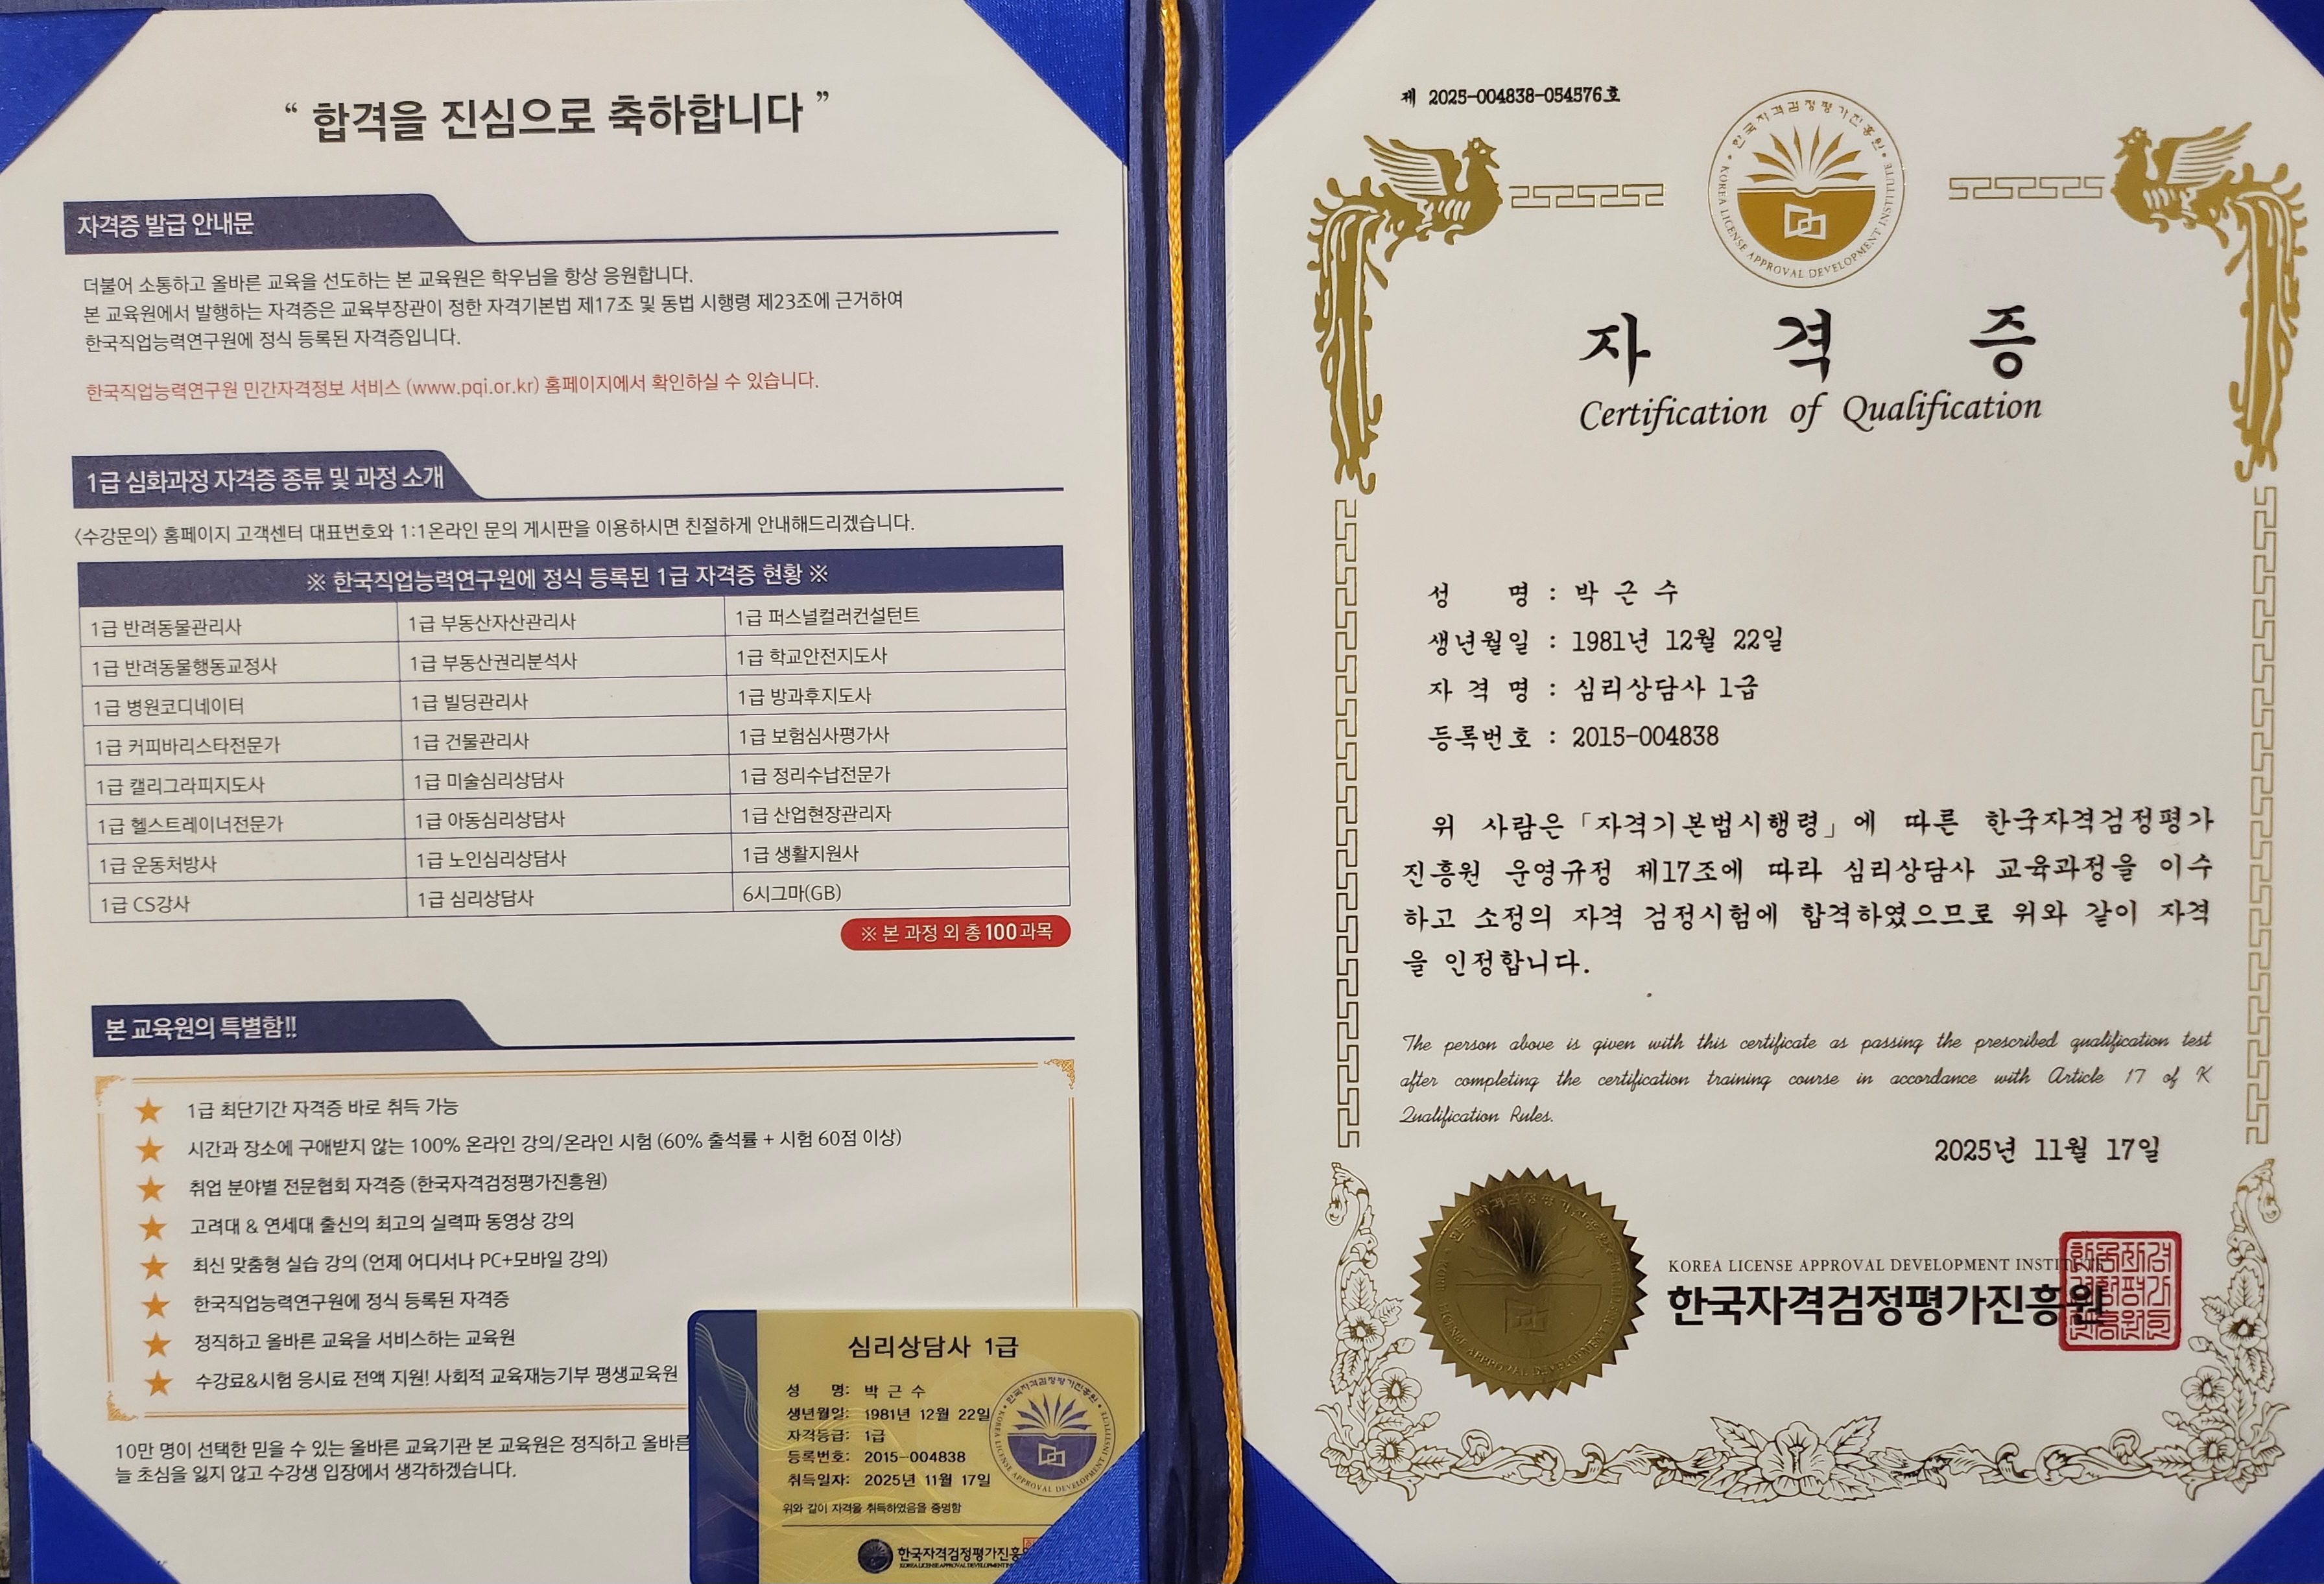 “ 합격을 진심으로 축하합니다 ”
자격증 발급 안내문
더불어 소통하고 올바른 교육을 선도하는 본 교육원은 학우님을 항상 응원합니다.
본 교육원에서 발행하는 자격증은 교육부장관이 정한 자격기본법 제17조 및 동법 시행령 제23조에 근거하여
한국직업능력연구원에 정식 등록된 자격증입니다.
한국직업능력연구원 민간자격정보 서비스 (www.pqi.or.kr) 홈페이지에서 확인하실 수 있습니다.
1급 심화과정 자격증 종류 및 과정 소개
<수강문의> 홈페이지 고객센터 대표번호와 1:1온라인 문의 게시판을 이용하시면 친절하게 안내해드리겠습니다.
※ 한국직업능력연구원에 정식 등록된 1급 자격증 현황 ※
1급 반려동물관리사 1급 부동산자산관리사 1급 퍼스널컬러컨설턴트
1급 반려동물행동교정사 1급 부동산권리분석사 1급 학교안전지도사
1급 병원코디네이터 1급 빌딩관리사 1급 방과후지도사
1급 커피바리스타전문가 1급 건물관리사 1급 보험심사평가사
1급 캘리그라피지도사 1급 미술심리상담사 1급 정리수납전문가
1급 헬스트레이너전문가 1급 아동심리상담사 1급 산업현장관리자
1급 운동처방사 1급 노인심리상담사 1급 생활지원사
1급 CS강사 1급 심리상담사 6시그마(GB)
※ 본 과정 외 총 100과목
본 교육원의 특별함!!
★ 1급 최단기간 자격증 바로 취득 가능
★ 시간과 장소에 구애받지 않는 100% 온라인 강의/온라인 시험 (60% 출석률 + 시험 60점 이상)
★ 취업 분야별 전문협회 자격증 (한국자격검정평가진흥원)
★ 고려대 & 연세대 출신의 최고의 실력파 동영상 강의
★ 최신 맞춤형 실습 강의 (언제 어디서나 PC+모바일 강의)
★ 한국직업능력연구원에 정식 등록된 자격증
★ 정직하고 올바른 교육을 서비스하는 교육원
★ 수강료&시험 응시료 전액 지원! 사회적 교육재능기부 평생교육원
10만 명이 선택한 믿을 수 있는 올바른 교육기관 본 교육원은 정직하고 올바른
늘 초심을 잃지 않고 수강생 입장에서 생각하겠습니다.
심리상담사 1급
성 명: 박 근 수
생년월일: 1981년 12월 22일
자격등급: 1급
등록번호: 2015-004838
취득일자: 2025년 11월 17일
위와 같이 자격을 취득하였음을 증명함
한국자격검정평가진흥
한국자격검정평가진흥원
KOREA LICENSE APPROVAL DEVELOPMENT INSTITUTE
제 2025-004838-054576호
한국자격검정평가진흥원
KOREA LICENSE APPROVAL DEVELOPMENT INSTITUTE
자 격 증
Certification of Qualification
성 명 : 박 근 수
생년월일 : 1981년 12월 22일
자 격 명 : 심리상담사 1급
등록번호 : 2015-004838
위 사람은 「자격기본법시행령」에 따른 한국자격검정평가
진흥원 운영규정 제17조에 따라 심리상담사 교육과정을 이수
하고 소정의 자격 검정시험에 합격하였으므로 위와 같이 자격
을 인정합니다.
The person above is given with this certificate as passing the prescribed qualification test
after completing the certification training course in accordance with Article 17 of K
Qualification Rules.
2025년 11월 17일
KOREA LICENSE APPROVAL DEVELOPMENT INSTITUTE
한국자격검정평가진흥원